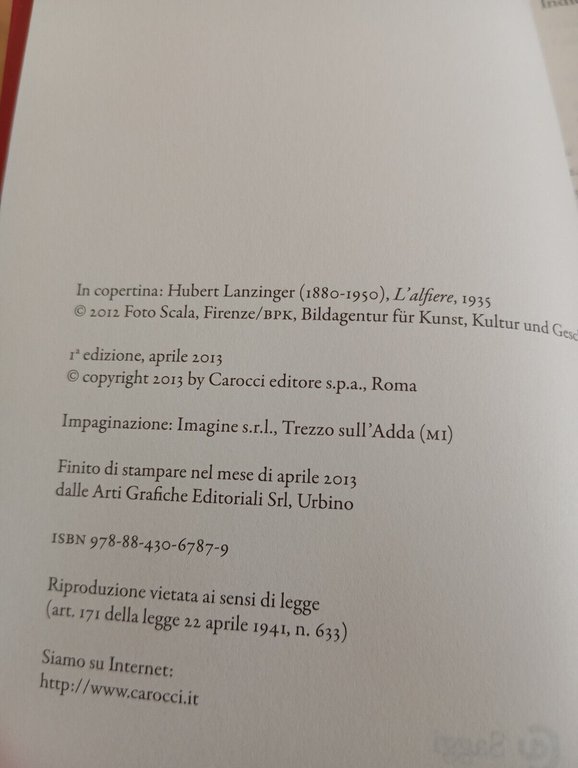 In copertina: Hubert Lanzinger (1880-1950), L'alfiere, 1935
© 2012 Foto Scala, Firenze/BPK, Bildagentur für Kunst, Kultur und
1ª edizione, aprile 2013
© copyright 2013 by Carocci editore s.p.a., Roma
Impaginazione: Imagine s.r.l., Trezzo sull'Adda (MI)
Finito di stampare nel mese di aprile 2013
dalle Arti Grafiche Editoriali Srl, Urbino
ISBN 978-88-430-6787-9
Riproduzione vietata ai sensi di legge
(art. 171 della legge 22 aprile 1941, n. 633)
Siamo su Internet:
http://www.carocci.it